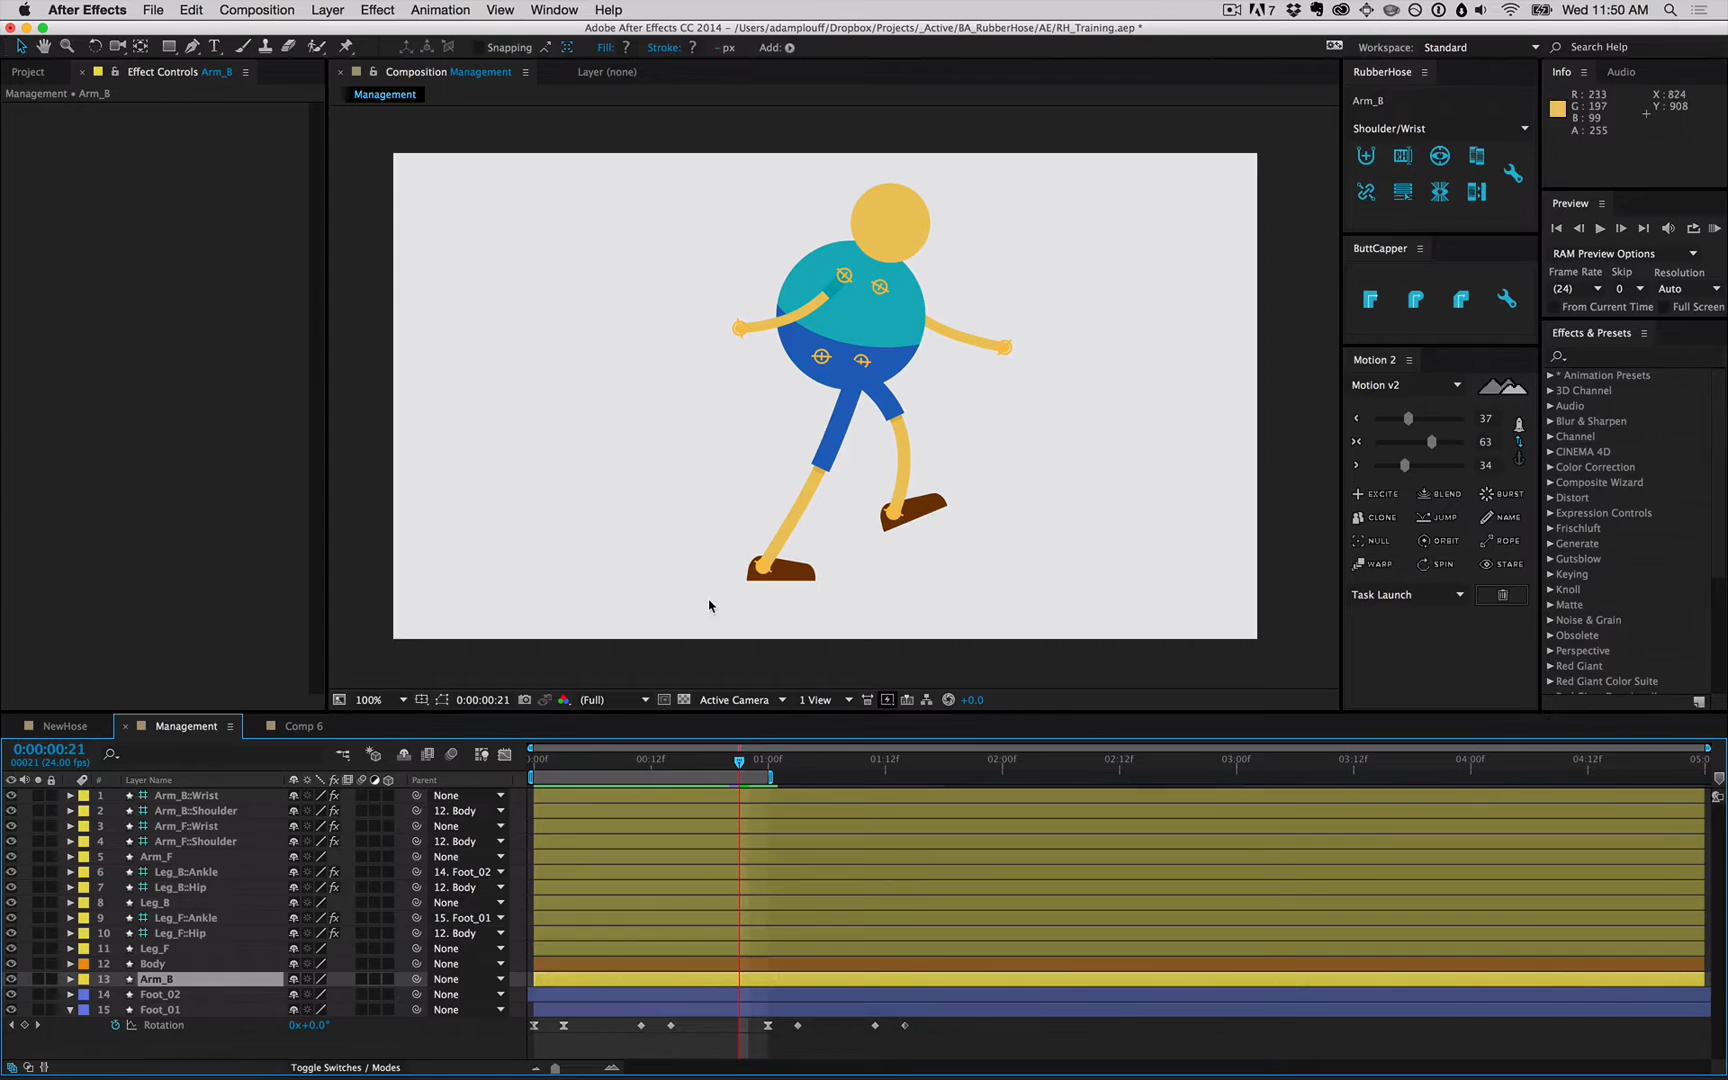 After Effects File Edit Composition Layer Effect Animation View Window Help
7 Wed 11:50 AM
Adobe After Effects CC 2014 - /Users/adamplouff/Dropbox/Projects/_Active/BA_RubberHose/AE/RH_Training.aep *
Snapping Fill: ? Stroke: ? - px Add: Workspace: Standard Search Help
Project Effect Controls Arm_B Composition Management Layer (none)
Management • Arm_B
Management
RubberHose
Arm_B
Shoulder/Wrist
ButtCapper
Motion 2
Motion v2
37
63
34
EXCITE BLEND BURST
CLONE JUMP NAME
NULL ORBIT ROPE
WARP SPIN STARE
Task Launch
Info Audio
R: 233 X: 824
G: 197 Y: 908
B: 99
A: 255
Preview
RAM Preview Options
Frame Rate Skip Resolution
(24) 0 Auto
From Current Time Full Screen
Effects & Presets
* Animation Presets
3D Channel
Audio
Blur & Sharpen
Channel
CINEMA 4D
Color Correction
Composite Wizard
Distort
Expression Controls
Frischluft
Generate
Gutsblow
Keying
Knoll
Matte
Noise & Grain
Obsolete
Perspective
Red Giant
Red Giant Color Suite
100% 0:00:00:21 (Full) Active Camera 1 View +0.0
NewHose Management Comp 6
0:00:00:21
00021 (24.00 fps)
:00f 00:12f 01:00f 01:12f 02:00f 02:12f 03:00f 03:12f 04:00f 04:12f 05:0
# Layer Name Parent
1 Arm_B::Wrist None
2 Arm_B::Shoulder 12. Body
3 Arm_F::Wrist None
4 Arm_F::Shoulder 12. Body
5 Arm_F None
6 Leg_B::Ankle 14. Foot_02
7 Leg_B::Hip 12. Body
8 Leg_B None
9 Leg_F::Ankle 15. Foot_01
10 Leg_F::Hip 12. Body
11 Leg_F None
12 Body None
13 Arm_B None
14 Foot_02 None
15 Foot_01 None
Rotation 0x+0.0°
Toggle Switches / Modes